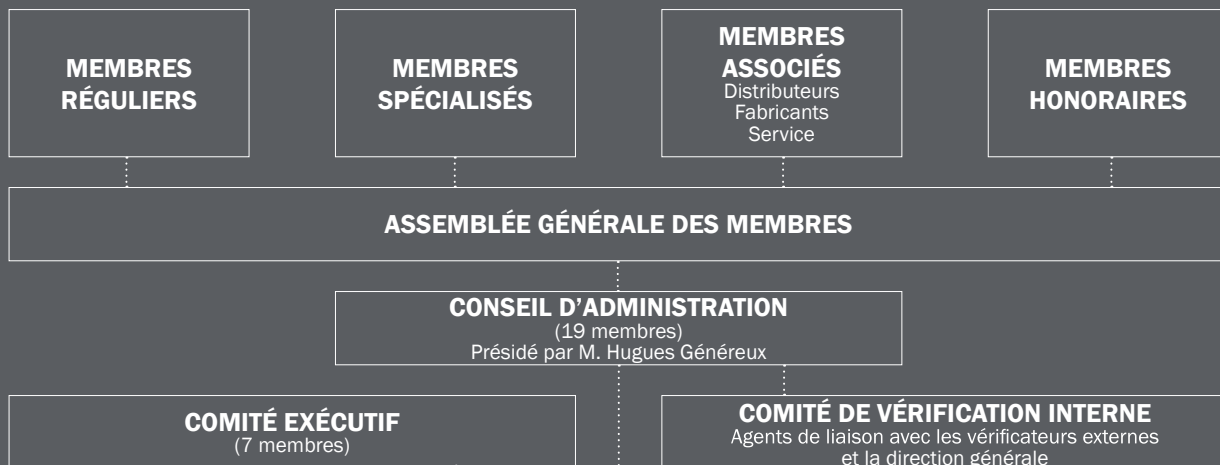 MEMBRES
RÉGULIERS
MEMBRES
SPÉCIALISÉS
MEMBRES
ASSOCIÉS
Distributeurs
Fabricants
Service
MEMBRES
HONORAIRES
ASSEMBLÉE GÉNÉRALE DES MEMBRES
CONSEIL D’ADMINISTRATION
(19 membres)
Présidé par M. Hugues Généreux
COMITÉ EXÉCUTIF
(7 membres)
COMITÉ DE VÉRIFICATION INTERNE
Agents de liaison avec les vérificateurs externes
et la direction générale